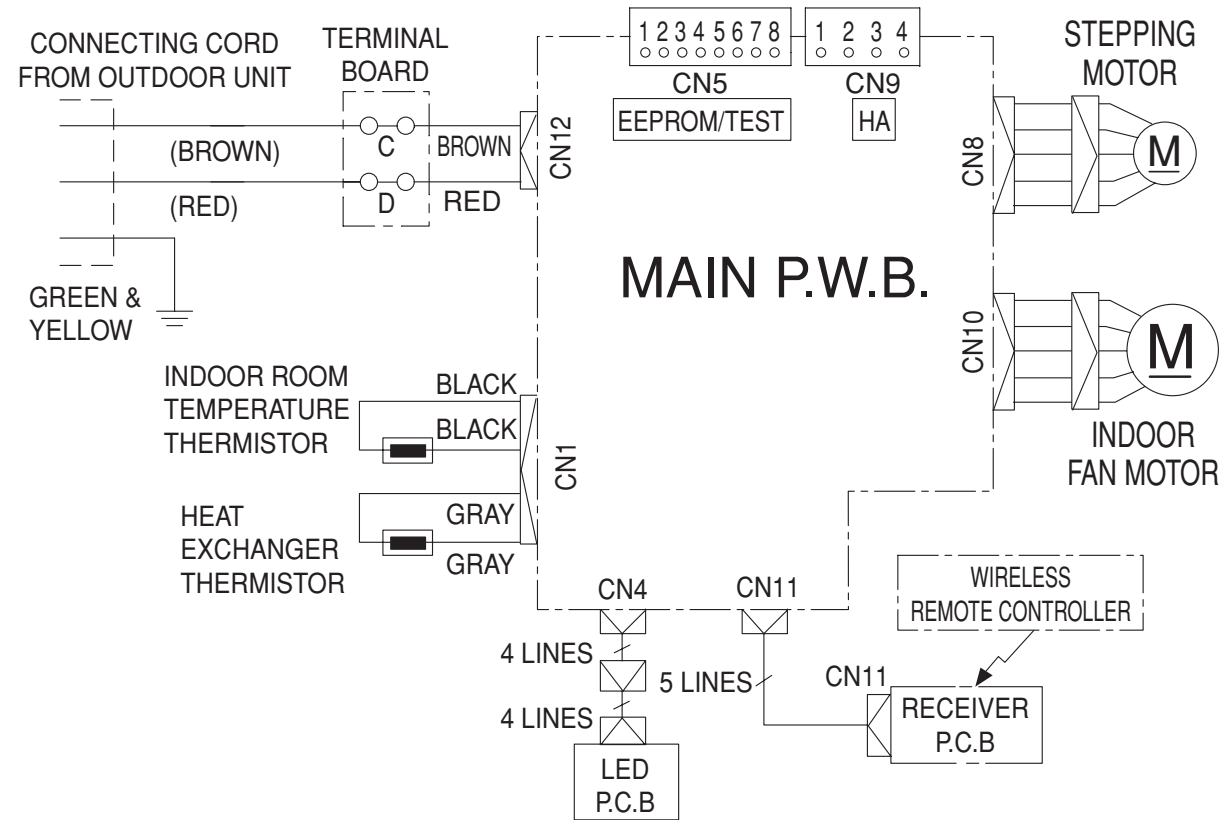 CONNECTING CORD
FROM OUTDOOR UNIT
TERMINAL
BOARD
1 2 3 4 5 6 7 8
CN5
EEPROM/TEST
1 2 3 4
CN9
HA
STEPPING
MOTOR
(BROWN)
C
BROWN
CN12
(RED)
D
RED
CN8
M
GREEN &
YELLOW
MAIN P.W.B.
CN10
M
INDOOR
FAN MOTOR
INDOOR ROOM
TEMPERATURE
THERMISTOR
BLACK
BLACK
CN1
HEAT
EXCHANGER
THERMISTOR
GRAY
GRAY
CN4
CN11
4 LINES
4 LINES
5 LINES
LED
P.C.B
WIRELESS
REMOTE CONTROLLER
CN11
RECEIVER
P.C.B